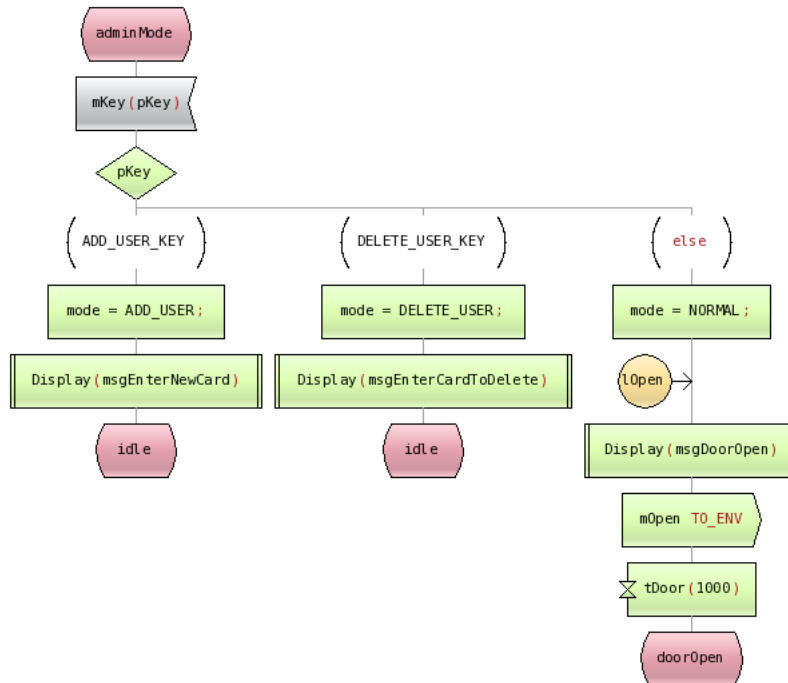 adminMode
mKey(pKey)
pKey
ADD_USER_KEY
DELETE_USER_KEY
else
mode = ADD_USER;
mode = DELETE_USER;
mode = NORMAL;
lOpen
Display(msgEnterNewCard)
Display(msgEnterCardToDelete)
idle
idle
Display(msgDoorOpen)
mOpen TO_ENV
tDoor(1000)
doorOpen